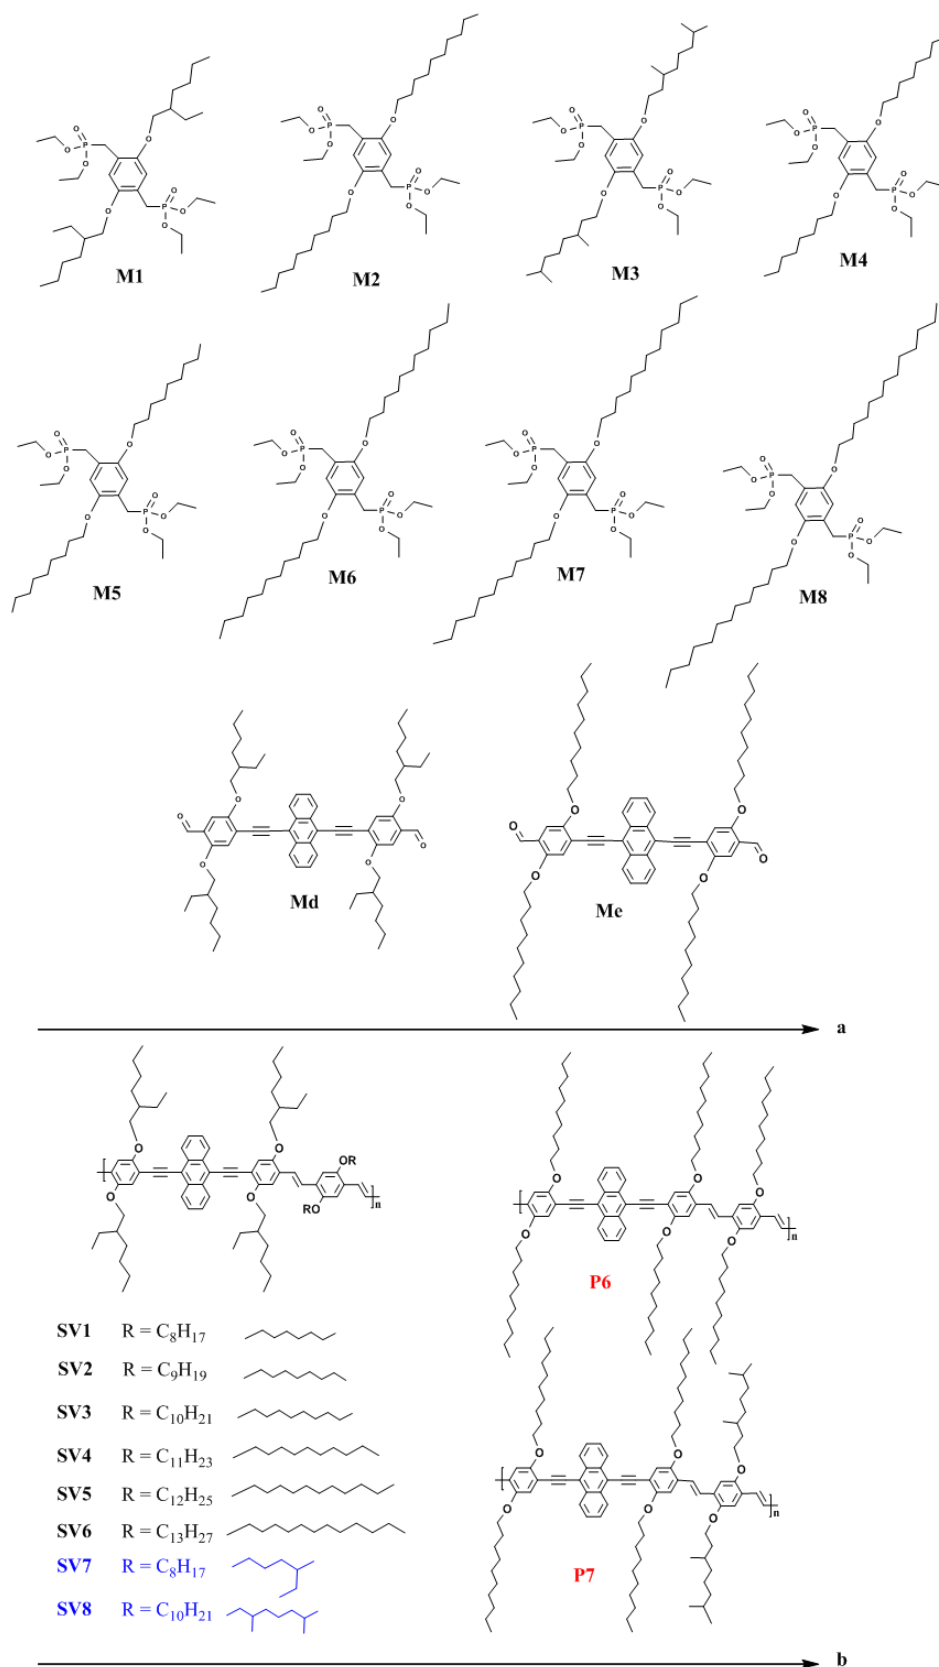 M1
M2
M3
M4
M5
M6
M7
M8
Md
Me
a
OR
RO
n
P6
n
SV1 R = C8H17
SV2 R = C9H19
SV3 R = C10H21
SV4 R = C11H23
SV5 R = C12H25
SV6 R = C13H27
SV7 R = C8H17
SV8 R = C10H21
P7
n
b